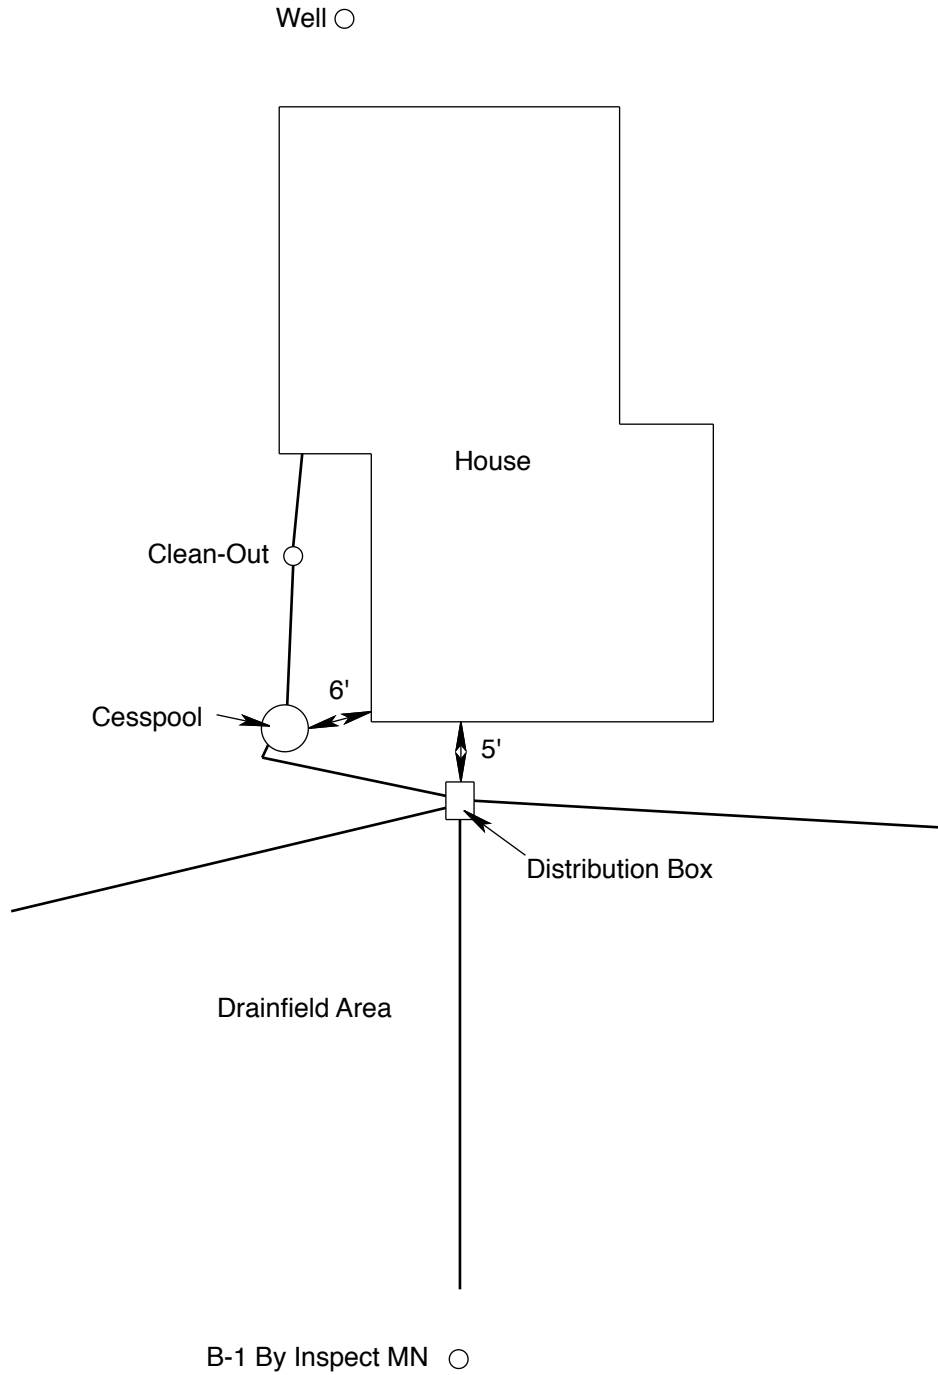 Well
House
Clean-Out
6'
Cesspool
5'
Distribution Box
Drainfield Area
B-1 By Inspect MN